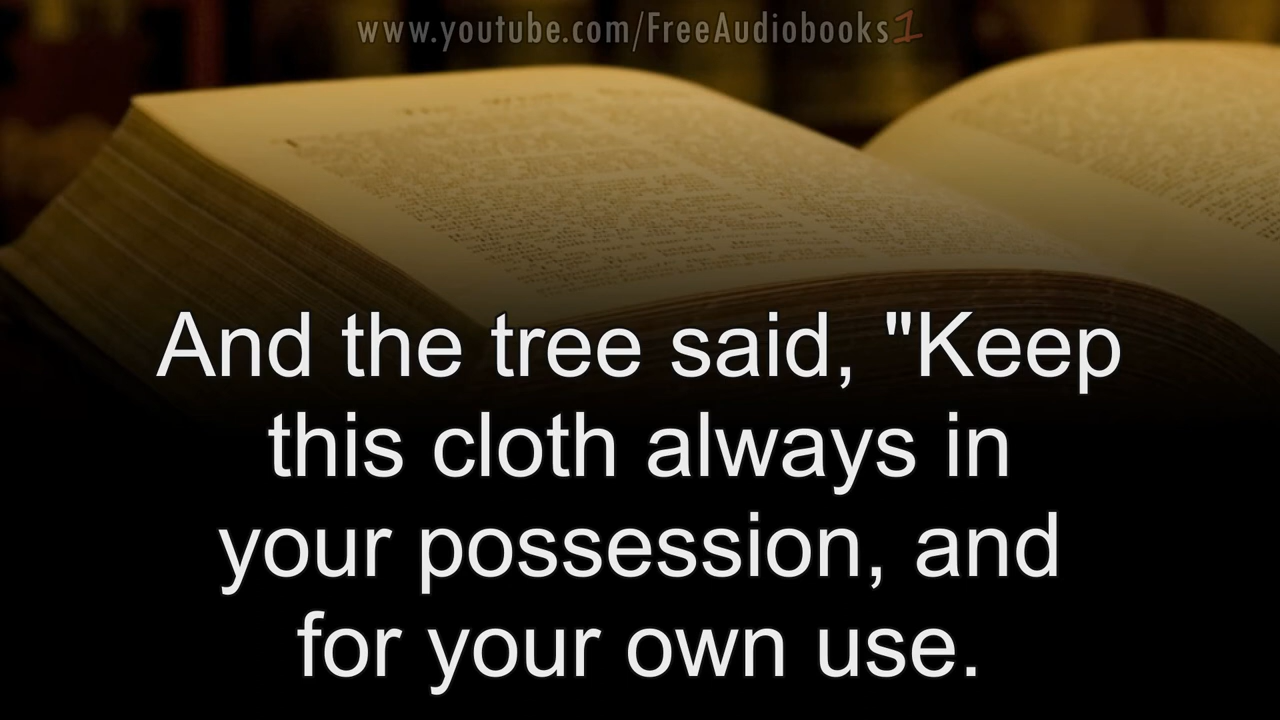 www.youtube.com/FreeAudiobooks1
And the tree said, "Keep
this cloth always in
your possession, and
for your own use.